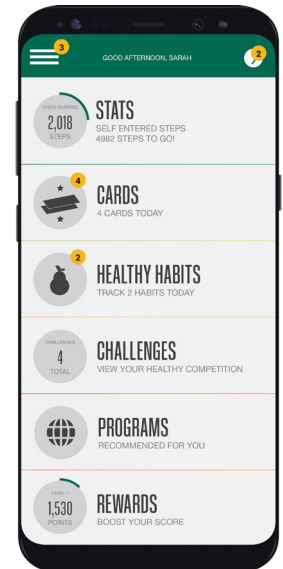 3
2
GOOD AFTERNOON, SARAH
STEPS ENTERED
2,018
STEPS
STATS
SELF ENTERED STEPS
4982 STEPS TO GO!
4
CARDS
4 CARDS TODAY
2
HEALTHY HABITS
TRACK 2 HABITS TODAY
CHALLENGES
4
TOTAL
CHALLENGES
VIEW YOUR HEALTHY COMPETITION
PROGRAMS
RECOMMENDED FOR YOU
LEVEL 1
1,530
POINTS
REWARDS
BOOST YOUR SCORE